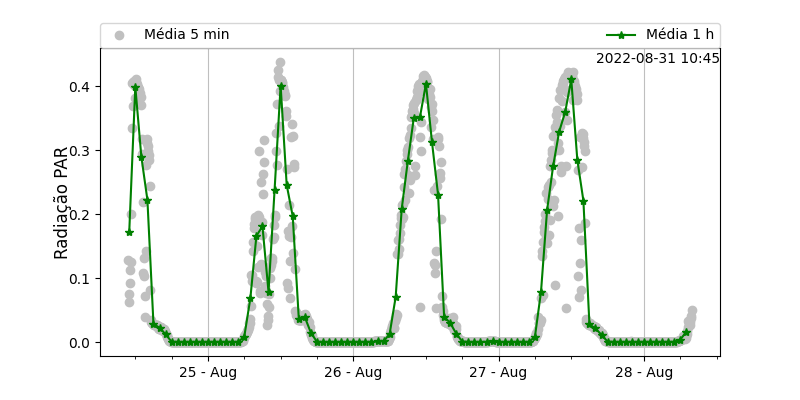 Média 5 min
Média 1 h
2022-08-31 10:45
Radiação PAR
0.4
0.3
0.2
0.1
0.0
25 - Aug
26 - Aug
27 - Aug
28 - Aug